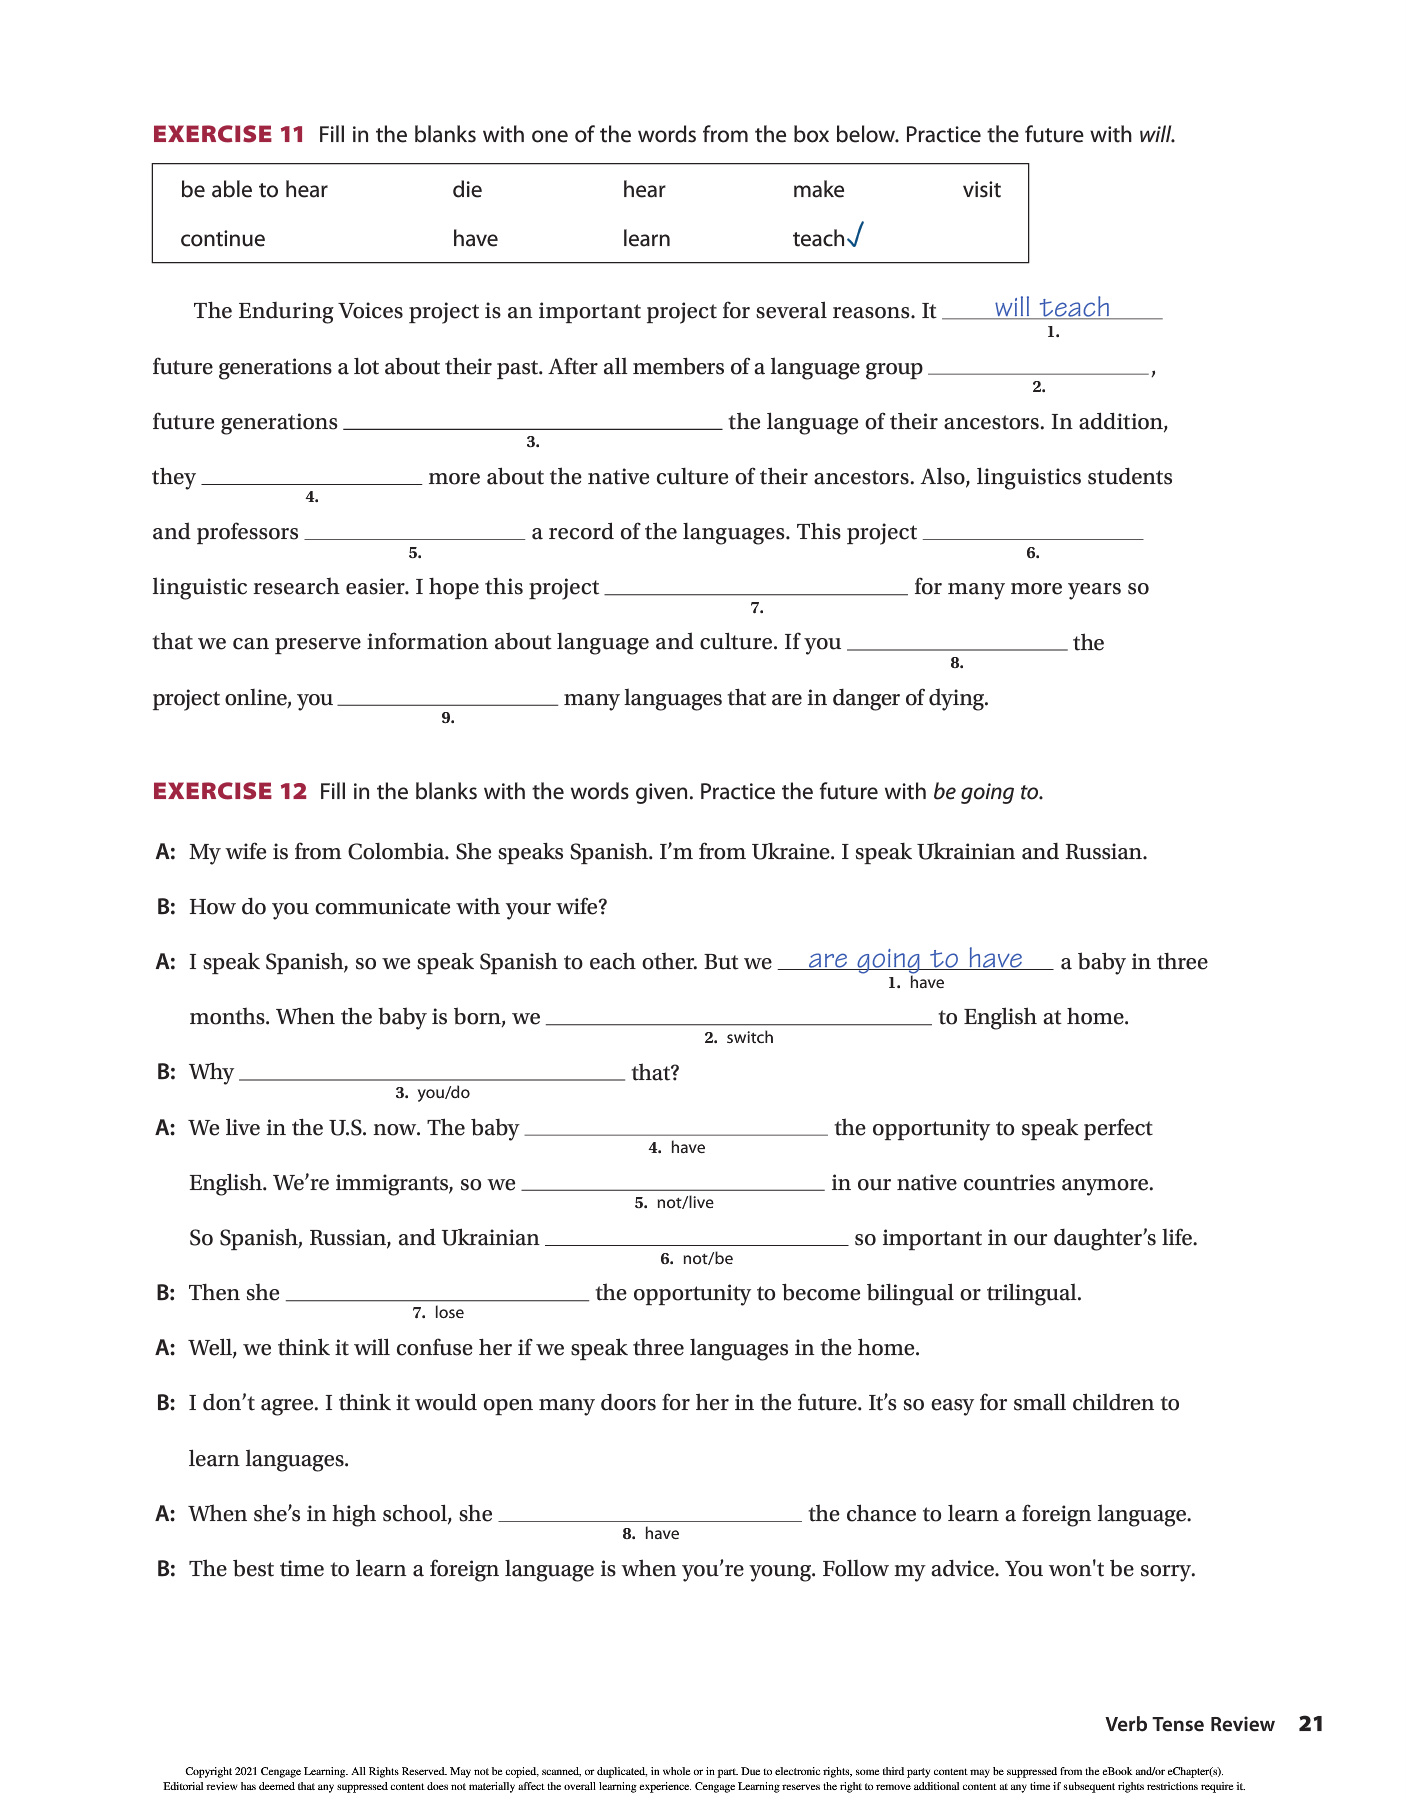 EXERCISE 11 Fill in the blanks with one of the words from the box below. Practice the future with will.
be able to hear die hear make visit
continue have learn teach✓
The Enduring Voices project is an important project for several reasons. It will teach
1.
future generations a lot about their past. After all members of a language group ,
2.
future generations the language of their ancestors. In addition,
3.
they more about the native culture of their ancestors. Also, linguistics students
4.
and professors a record of the languages. This project
5. 6.
linguistic research easier. I hope this project for many more years so
7.
that we can preserve information about language and culture. If you the
8.
project online, you many languages that are in danger of dying.
9.
EXERCISE 12 Fill in the blanks with the words given. Practice the future with be going to.
A: My wife is from Colombia. She speaks Spanish. I’m from Ukraine. I speak Ukrainian and Russian.
B: How do you communicate with your wife?
A: I speak Spanish, so we speak Spanish to each other. But we are going to have a baby in three
1. have
months. When the baby is born, we to English at home.
2. switch
B: Why that?
3. you/do
A: We live in the U.S. now. The baby the opportunity to speak perfect
4. have
English. We’re immigrants, so we in our native countries anymore.
5. not/live
So Spanish, Russian, and Ukrainian so important in our daughter’s life.
6. not/be
B: Then she the opportunity to become bilingual or trilingual.
7. lose
A: Well, we think it will confuse her if we speak three languages in the home.
B: I don’t agree. I think it would open many doors for her in the future. It’s so easy for small children to
learn languages.
A: When she’s in high school, she the chance to learn a foreign language.
8. have
B: The best time to learn a foreign language is when you’re young. Follow my advice. You won't be sorry.
Verb Tense Review 21
Copyright 2021 Cengage Learning. All Rights Reserved. May not be copied, scanned, or duplicated, in whole or in part. Due to electronic rights, some third party content may be suppressed from the eBook and/or eChapter(s).
Editorial review has deemed that any suppressed content does not materially affect the overall learning experience. Cengage Learning reserves the right to remove additional content at any time if subsequent rights restrictions require it.